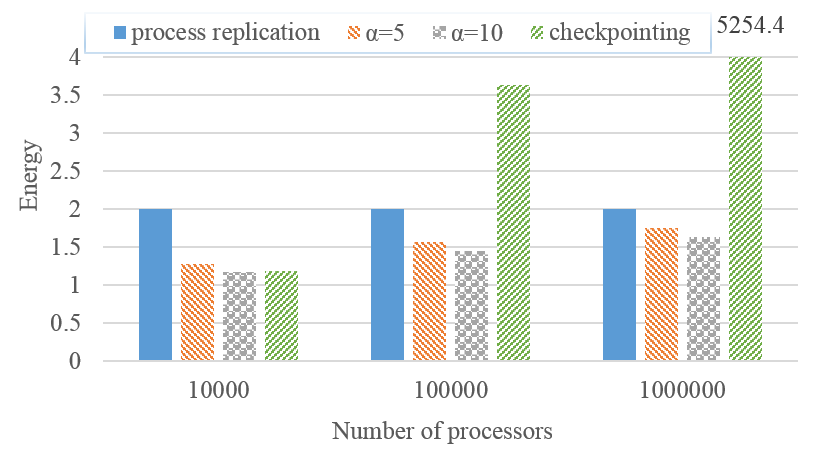 process replication α=5 α=10 checkpointing 5254.4
4
3.5
3
2.5
2
1.5
1
0.5
0
Energy
10000 100000 1000000
Number of processors